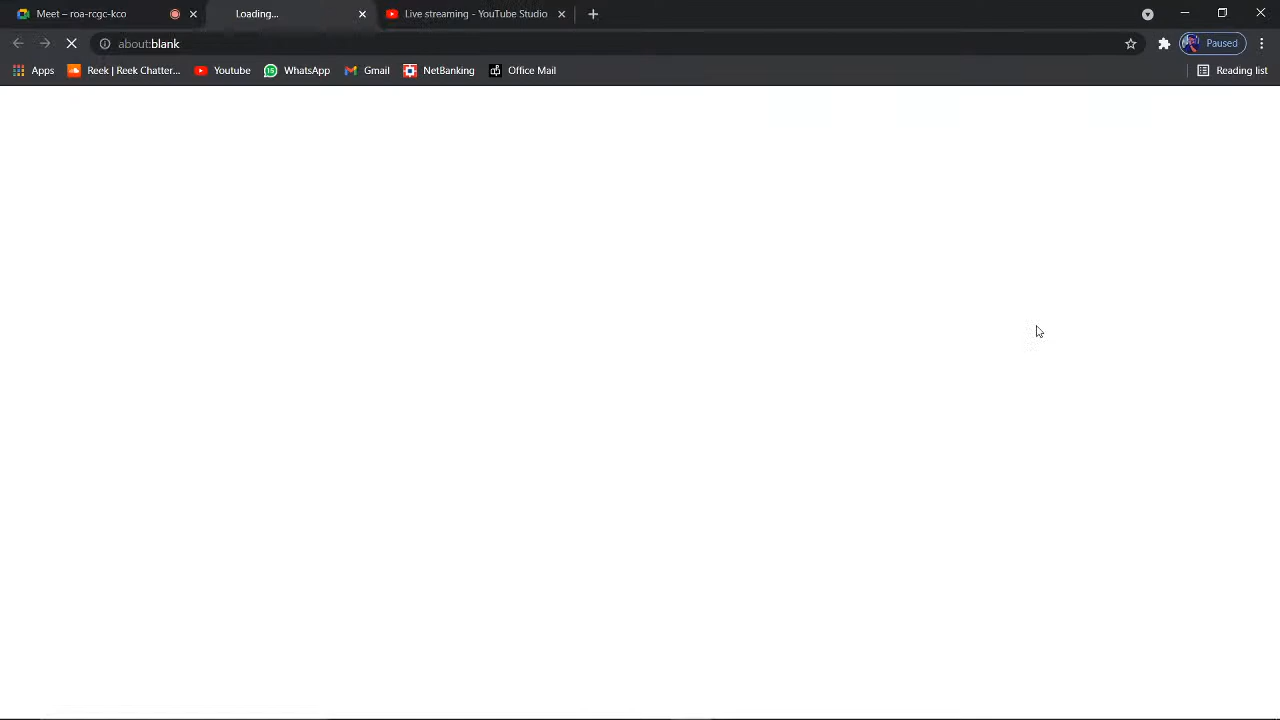 Meet – roa-rcgc-kco
Loading...
Live streaming - YouTube Studio
about:blank
Paused
Apps
Reek | Reek Chatter...
Youtube
15
WhatsApp
Gmail
NetBanking
Office Mail
Reading list